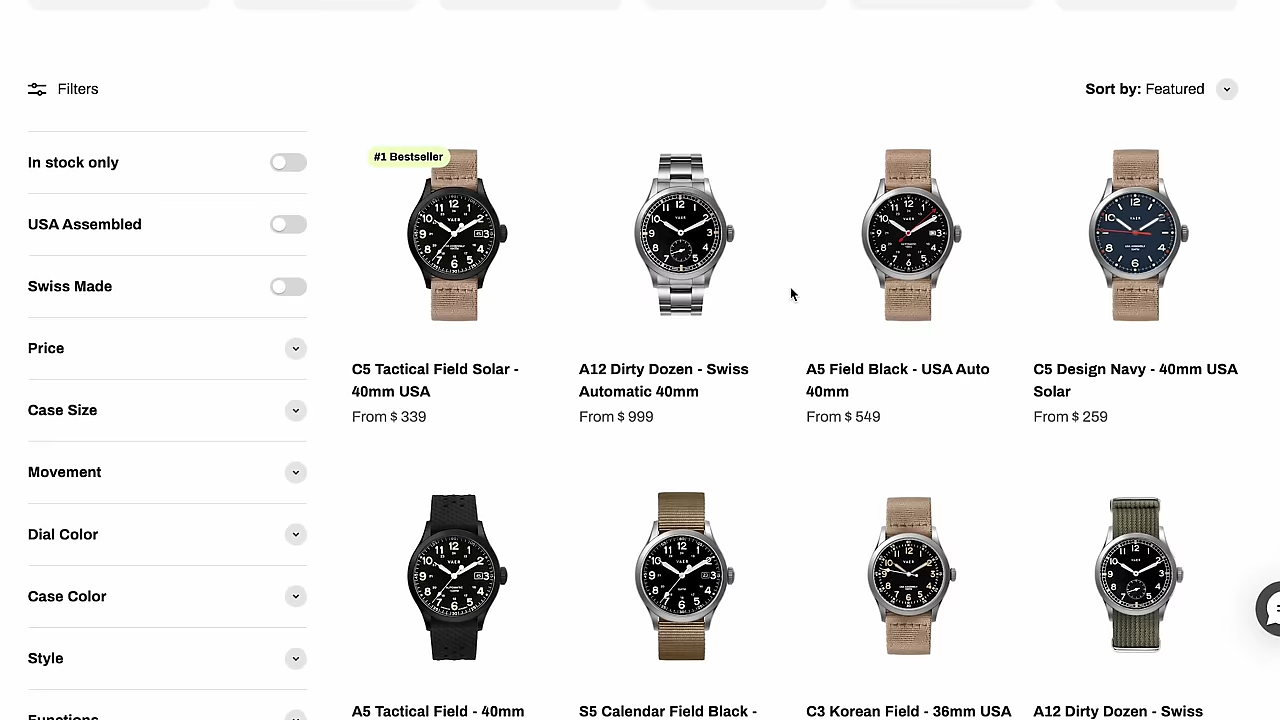 Filters
Sort by: Featured
In stock only
USA Assembled
Swiss Made
Price
Case Size
Movement
Dial Color
Case Color
Style
Functions
#1 Bestseller
C5 Tactical Field Solar -
40mm USA
From $ 339
A12 Dirty Dozen - Swiss
Automatic 40mm
From $ 999
A5 Field Black - USA Auto
40mm
From $ 549
C5 Design Navy - 40mm USA
Solar
From $ 259
A5 Tactical Field - 40mm
S5 Calendar Field Black -
C3 Korean Field - 36mm USA
A12 Dirty Dozen - Swiss